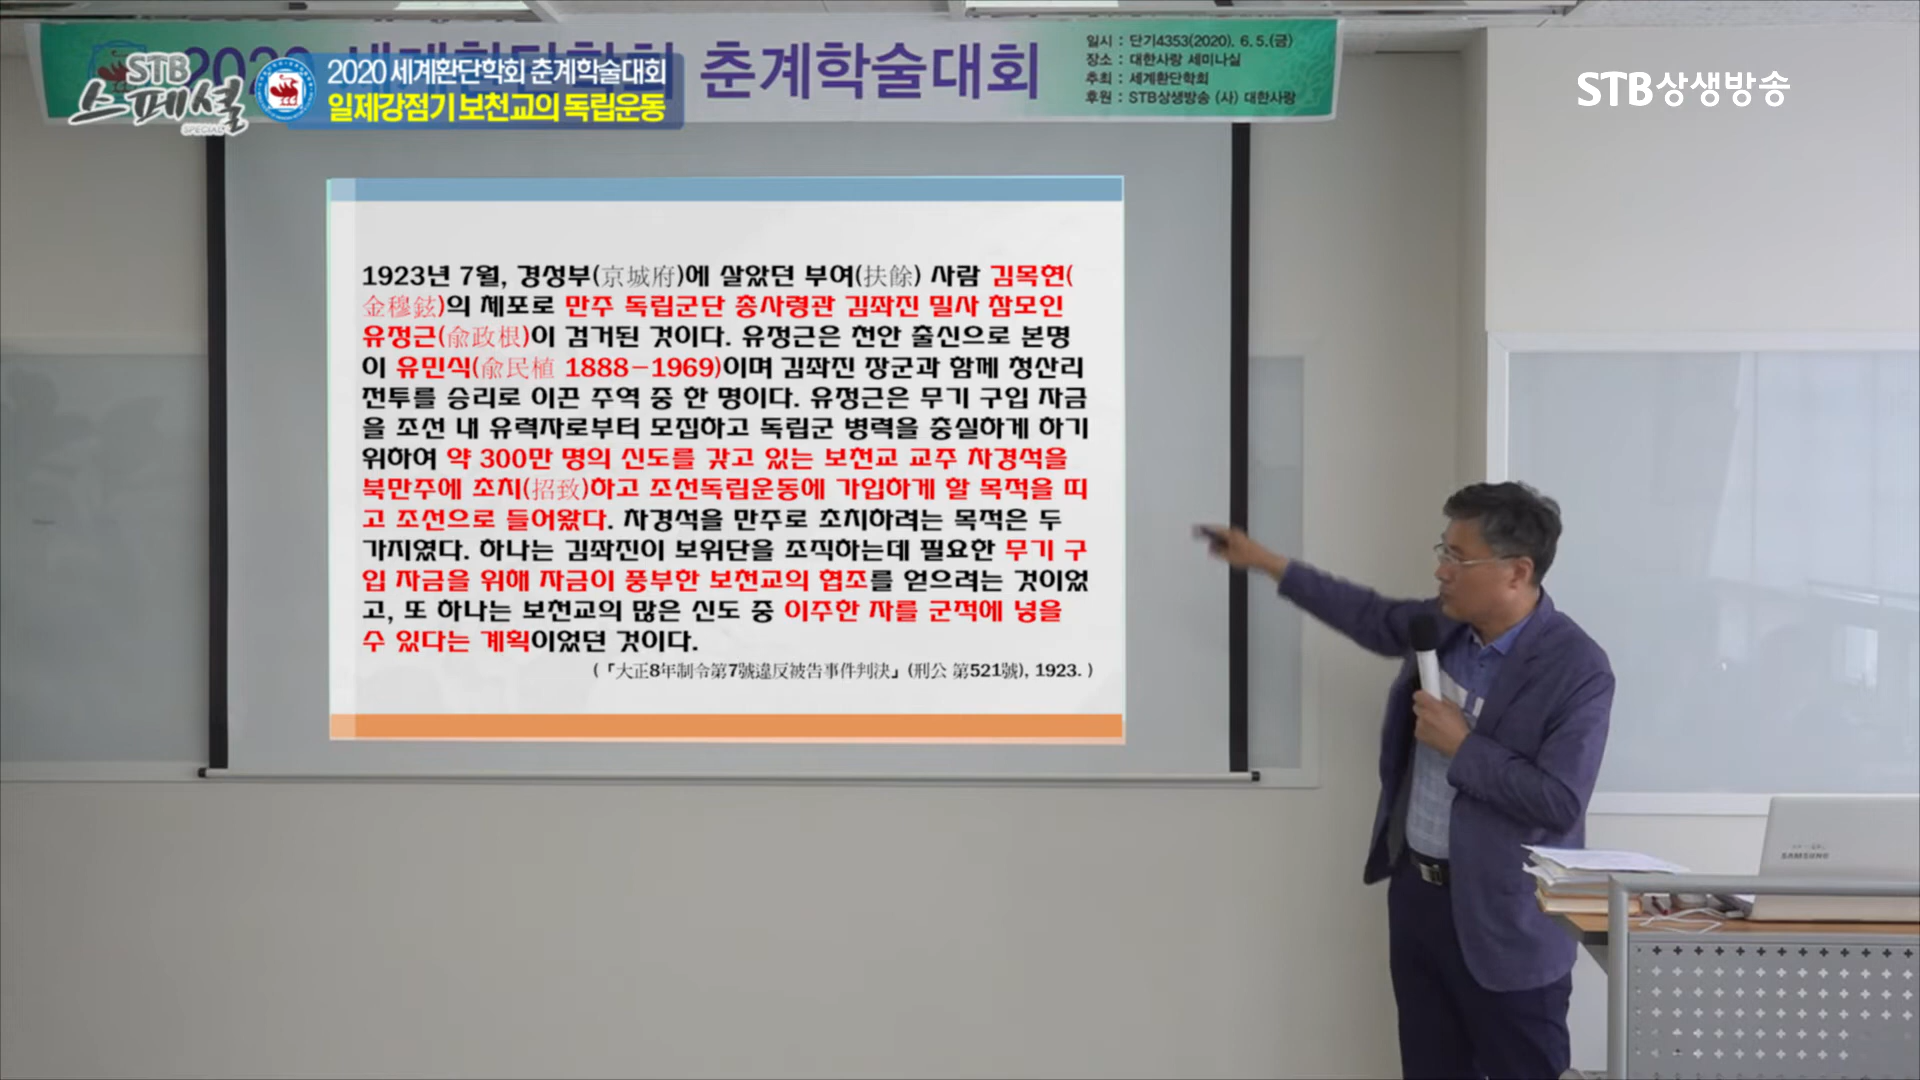 STB
스페셜
SPECIAL
2020 세계환단학회 춘계학술대회
일제강점기 보천교의 독립운동
춘계학술대회
일시 : 단기4353(2020). 6. 5.(금)
장소 : 대한사랑 세미나실
주최 : 세계환단학회
후원 : STB상생방송 (사) 대한사랑
STB상생방송
1923년 7월, 경성부(京城府)에 살았던 부여(扶餘) 사람 김목현(
金穆鉉)의 체포로 만주 독립군단 총사령관 김좌진 밀사 참모인
유정근(兪政根)이 검거된 것이다. 유정근은 천안 출신으로 본명
이 유민식(兪民植 1888-1969)이며 김좌진 장군과 함께 청산리
전투를 승리로 이끈 주역 중 한 명이다. 유정근은 무기 구입 자금
을 조선 내 유력자로부터 모집하고 독립군 병력을 충실하게 하기
위하여 약 300만 명의 신도를 갖고 있는 보천교 교주 차경석을
북만주에 초치(招致)하고 조선독립운동에 가입하게 할 목적을 띠
고 조선으로 들어왔다. 차경석을 만주로 초치하려는 목적은 두
가지였다. 하나는 김좌진이 보위단을 조직하는데 필요한 무기 구
입 자금을 위해 자금이 풍부한 보천교의 협조를 얻으려는 것이었
고, 또 하나는 보천교의 많은 신도 중 이주한 자를 군적에 넣을
수 있다는 계획이었던 것이다.
(「大正8年制令第7號違反被告事件判決」(刑公 第521號), 1923. )
SAMSUNG